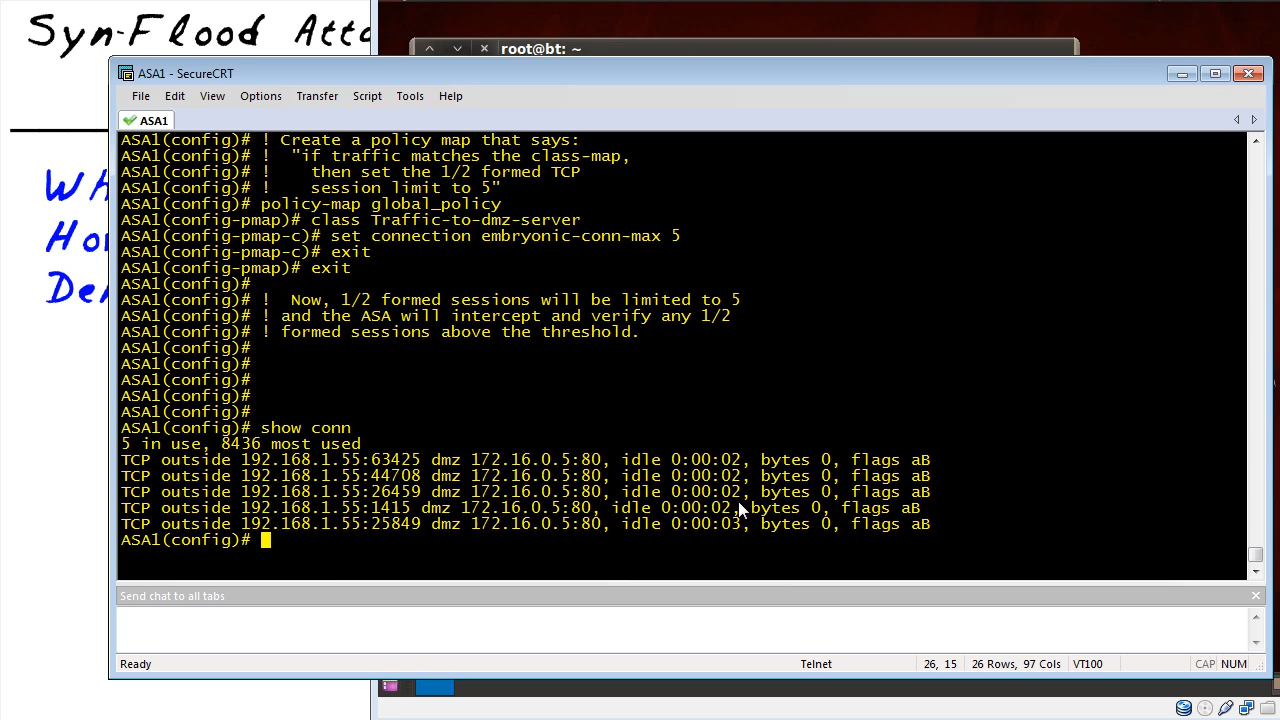 Syn-Flood Atta
root@bt: ~
ASA1 - SecureCRT
File Edit View Options Transfer Script Tools Help
ASA1
ASA1(config)# ! Create a policy map that says:
ASA1(config)# !  "if traffic matches the class-map,
ASA1(config)# !    then set the 1/2 formed TCP
ASA1(config)# !    session limit to 5"
ASA1(config)# policy-map global_policy
ASA1(config-pmap)# class Traffic-to-dmz-server
ASA1(config-pmap-c)# set connection embryonic-conn-max 5
ASA1(config-pmap-c)# exit
ASA1(config-pmap)# exit
ASA1(config)#
ASA1(config)# !  Now, 1/2 formed sessions will be limited to 5
ASA1(config)# ! and the ASA will intercept and verify any 1/2
ASA1(config)# ! formed sessions above the threshold.
ASA1(config)#
ASA1(config)#
ASA1(config)#
ASA1(config)#
ASA1(config)#
ASA1(config)# show conn
5 in use, 8436 most used
TCP outside 192.168.1.55:63425 dmz 172.16.0.5:80, idle 0:00:02, bytes 0, flags aB
TCP outside 192.168.1.55:44708 dmz 172.16.0.5:80, idle 0:00:02, bytes 0, flags aB
TCP outside 192.168.1.55:26459 dmz 172.16.0.5:80, idle 0:00:02, bytes 0, flags aB
TCP outside 192.168.1.55:1415 dmz 172.16.0.5:80, idle 0:00:02, bytes 0, flags aB
TCP outside 192.168.1.55:25849 dmz 172.16.0.5:80, idle 0:00:03, bytes 0, flags aB
ASA1(config)#
Wh
How
Der
Send chat to all tabs
Ready Telnet 26, 15 26 Rows, 97 Cols VT100 CAP NUM